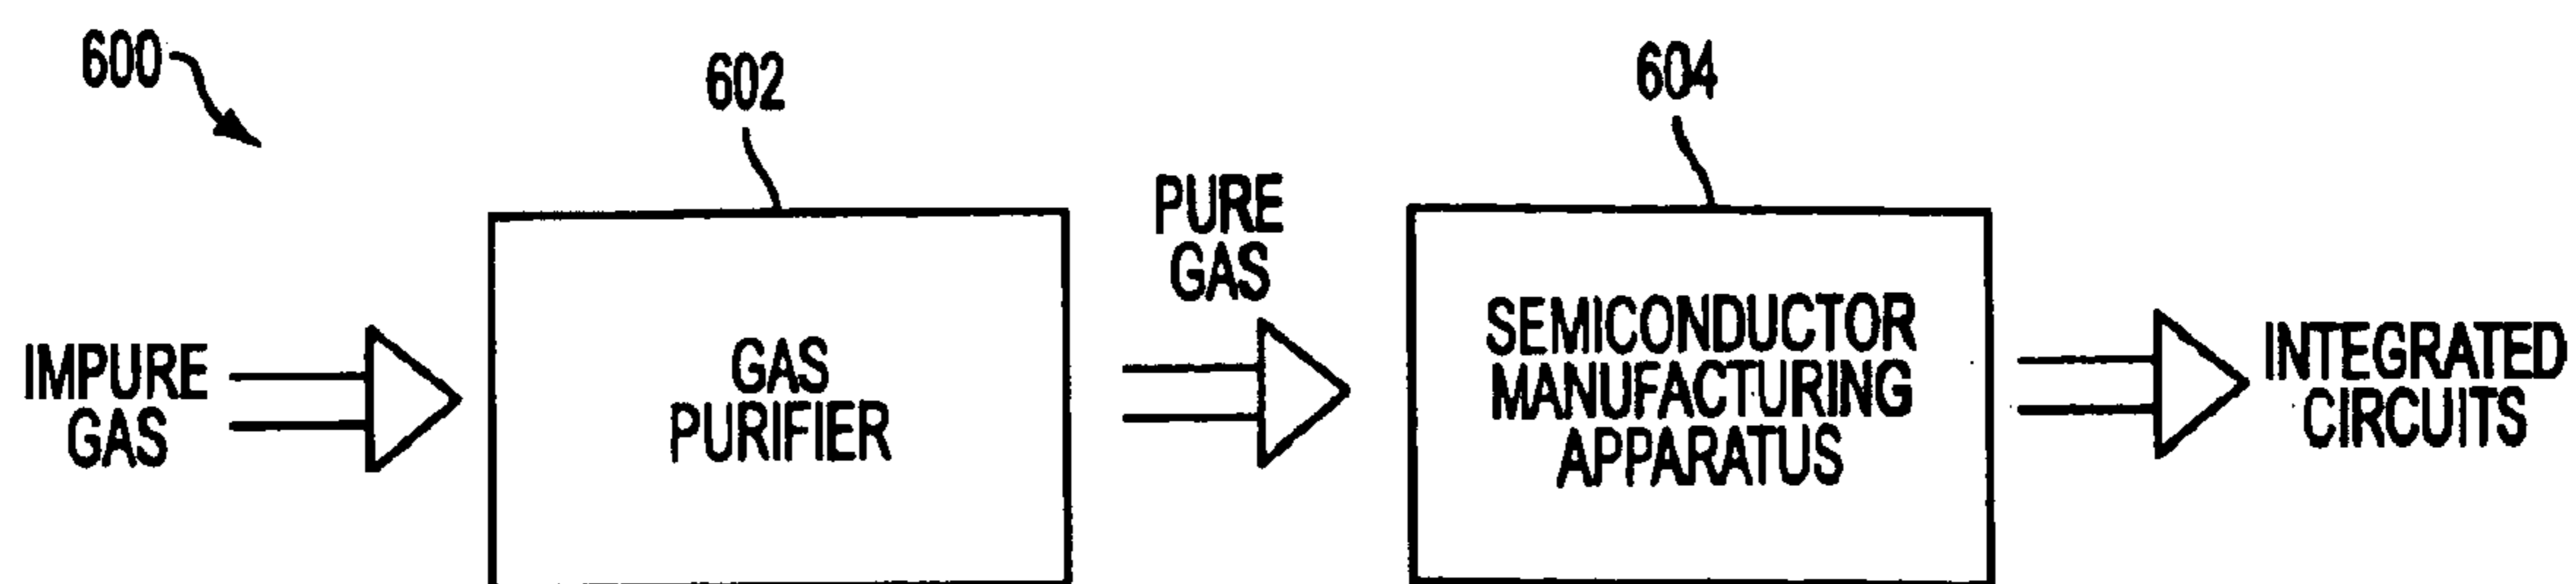 600
602
604
IMPURE
GAS
GAS
PURIFIER
PURE
GAS
SEMICONDUCTOR
MANUFACTURING
APPARATUS
INTEGRATED
CIRCUITS